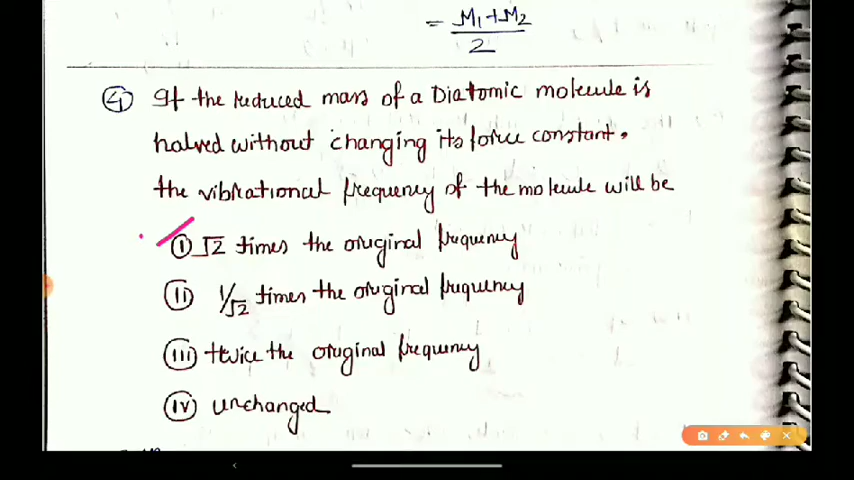 = M₁+M₂
2
④ If the reduced mass of a Diatomic molecule is
halved without changing its force constant.
the vibrational frequency of the molecule will be
(i) √2 times the original frequency
(ii) 1/√2 times the original frequency
(iii) twice the original frequency
(iv) unchanged